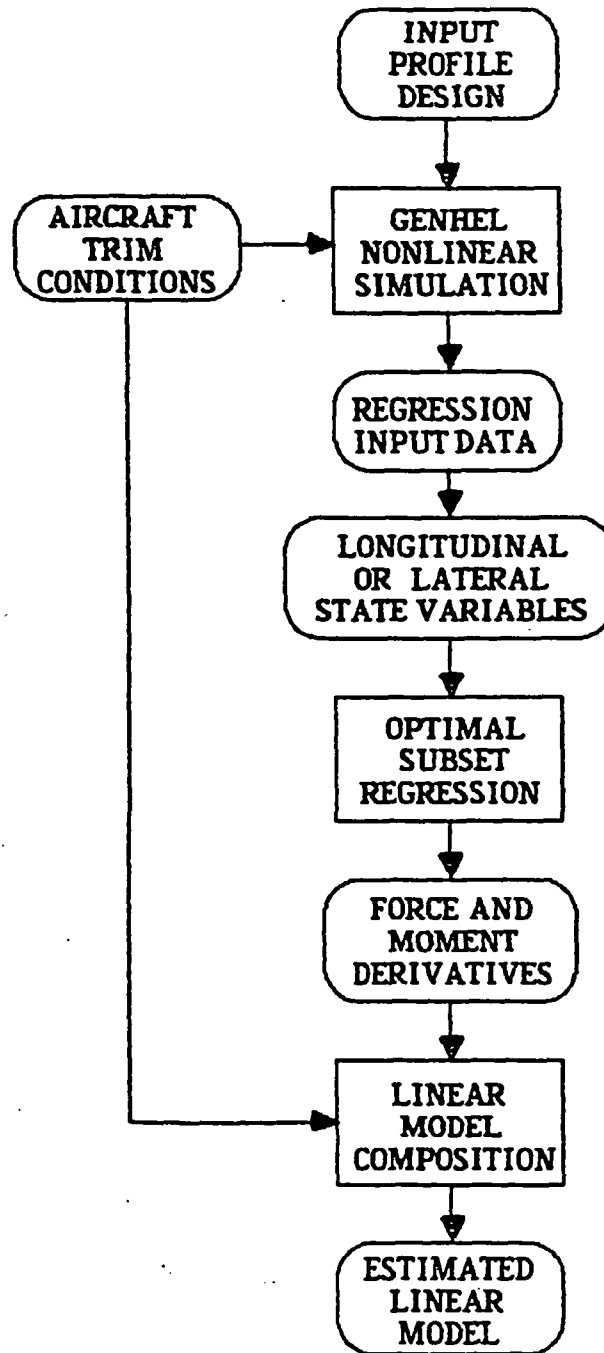 INPUT
PROFILE
DESIGN
AIRCRAFT
TRIM
CONDITIONS
GENHEL
NONLINEAR
SIMULATION
REGRESSION
INPUT DATA
LONGITUDINAL
OR LATERAL
STATE VARIABLES
OPTIMAL
SUBSET
REGRESSION
FORCE AND
MOMENT
DERIVATIVES
LINEAR
MODEL
COMPOSITION
ESTIMATED
LINEAR
MODEL